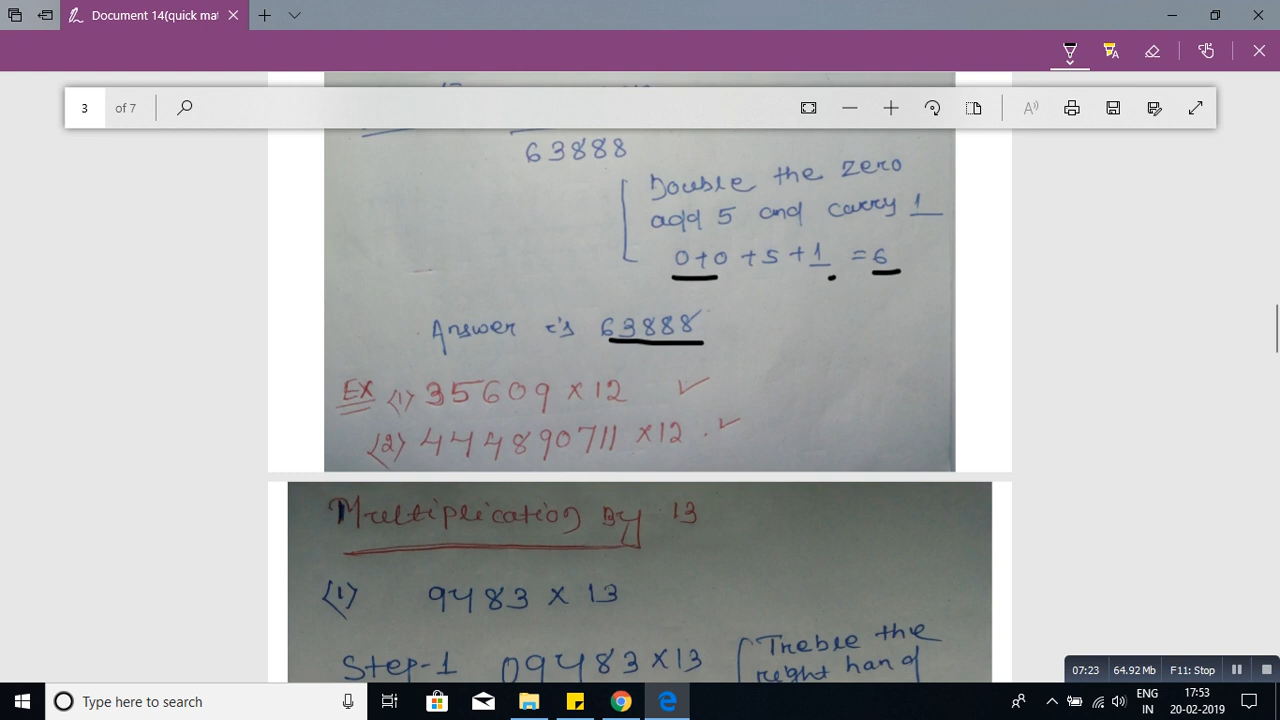 Document 14(quick mat
3 of 7
63888
Double the zero
add 5 and carry 1
0+0 +5+1 =6
Answer is 63888
EX (1) 35609 × 12
(2) 444890711 ×12 .
Multiplication By 13
(1) 9483 × 13
Step-1 09483 ×13
Treble the
right hand
07:23 64.92 Mb F11: Stop
Type here to search
ENG
IN
17:53
20-02-2019